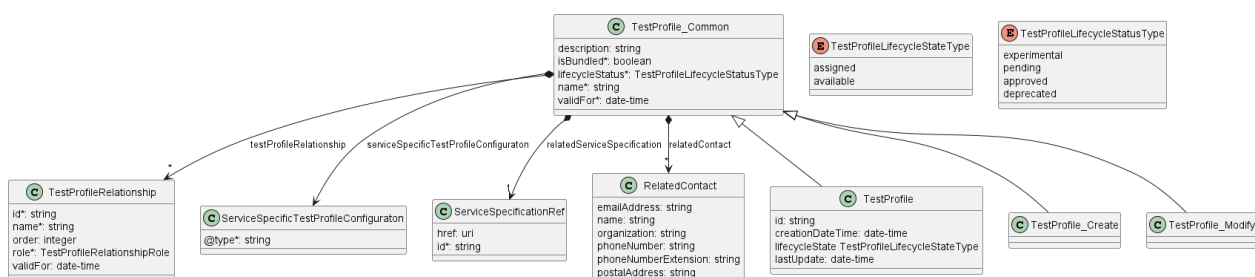 C TestProfile_Common
description: string
isBundled*: boolean
lifecycleStatus*: TestProfileLifecycleStatusType
name*: string
validFor*: date-time
E TestProfileLifecycleStateType
assigned
available
E TestProfileLifecycleStatusType
experimental
pending
approved
deprecated
testProfileRelationship
serviceSpecificTestProfileConfiguraton
relatedServiceSpecification
relatedContact
*
1
*
C TestProfileRelationship
id*: string
name*: string
order: integer
role*: TestProfileRelationshipRole
validFor: date-time
C ServiceSpecificTestProfileConfiguraton
@type*: string
C ServiceSpecificationRef
href: uri
id*: string
C RelatedContact
emailAddress: string
name: string
organization: string
phoneNumber: string
phoneNumberExtension: string
postalAddress: string
C TestProfile
id: string
creationDateTime: date-time
lifecycleState TestProfileLifecycleStateType
lastUpdate: date-time
C TestProfile_Create
C TestProfile_Modify